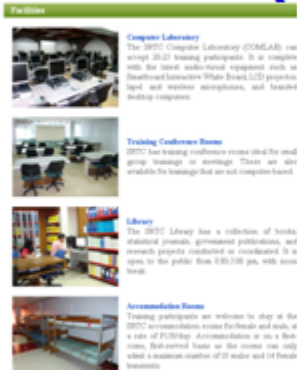 Facilities
Computer Laboratory
The SRTC Computer Laboratory (COMLAB) can
accept 20-25 training participants. It is complete
with the latest audio-visual equipment such as
Smartboard Interactive White Board, LCD projector,
lapel and wireless microphones, and branded
desktop computers.
Training/Conference Rooms
SRTC has training/conference rooms ideal for small
group trainings or meetings. There are also
available for trainings that are not computer-based.
Library
The SRTC Library has a collection of books,
statistical journals, government publications, and
research projects conducted or coordinated. It is
open to the public from 8:00-5:00 pm, with noon
break.
Accommodation Rooms
Training participants are welcome to stay at the
SRTC accommodation rooms for female and male, at
a rate of /day. Accommodation is on a first-
come, first-served basis as the rooms can only
admit a maximum number of males and 14 female
transients.